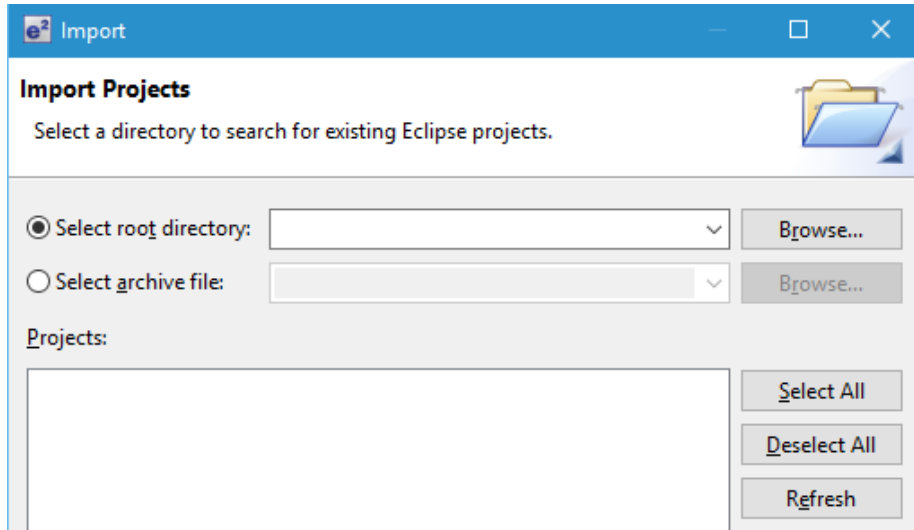 e² Import
Import Projects
Select a directory to search for existing Eclipse projects.
Select root directory: Browse...
Select archive file: Browse...
Projects:
Select All
Deselect All
Refresh